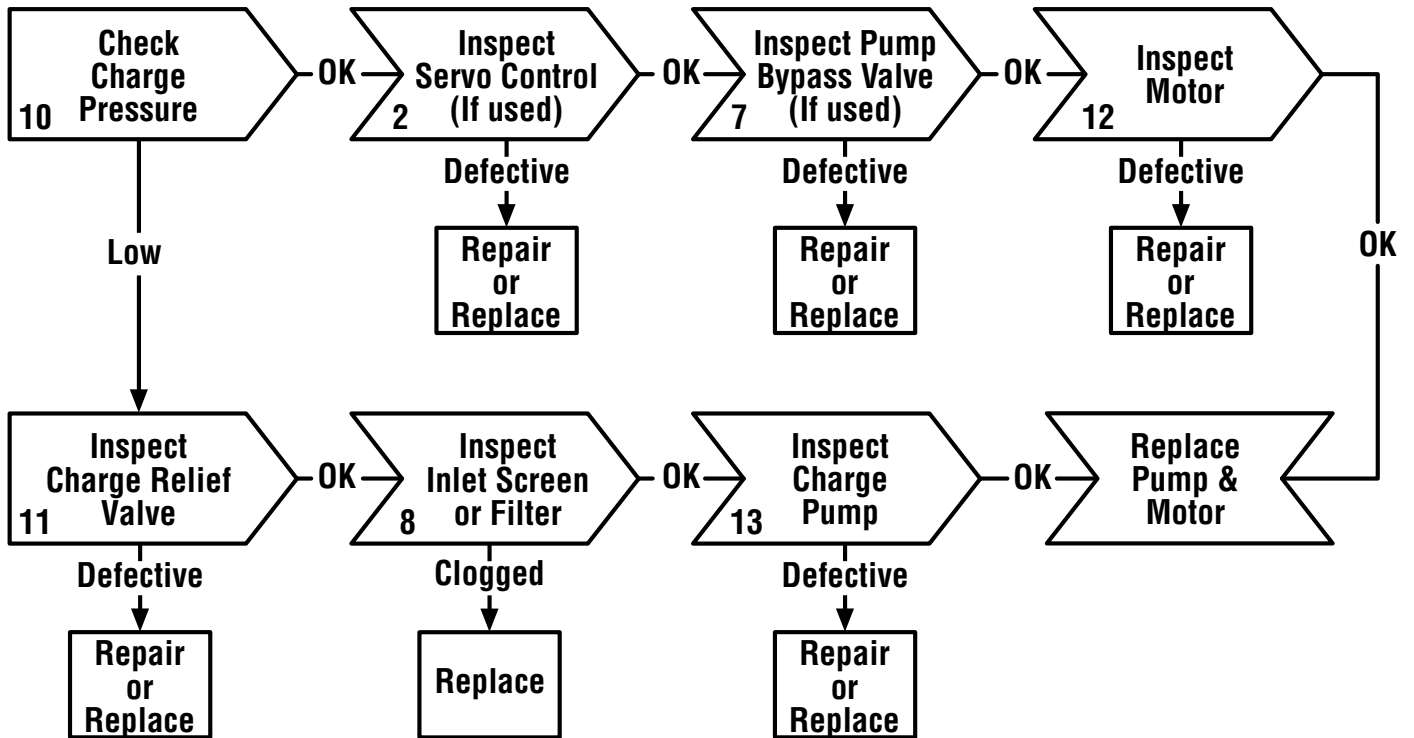 Check
Charge
Pressure
10
OK
Inspect
Servo Control
(If used)
2
OK
Inspect Pump
Bypass Valve
(If used)
7
OK
Inspect
Motor
12
Defective
Repair
or
Replace
Defective
Repair
or
Replace
Defective
Repair
or
Replace
OK
Low
Inspect
Charge Relief
Valve
11
OK
Inspect
Inlet Screen
or Filter
8
OK
Inspect
Charge
Pump
13
OK
Replace
Pump &
Motor
Defective
Repair
or
Replace
Clogged
Replace
Defective
Repair
or
Replace